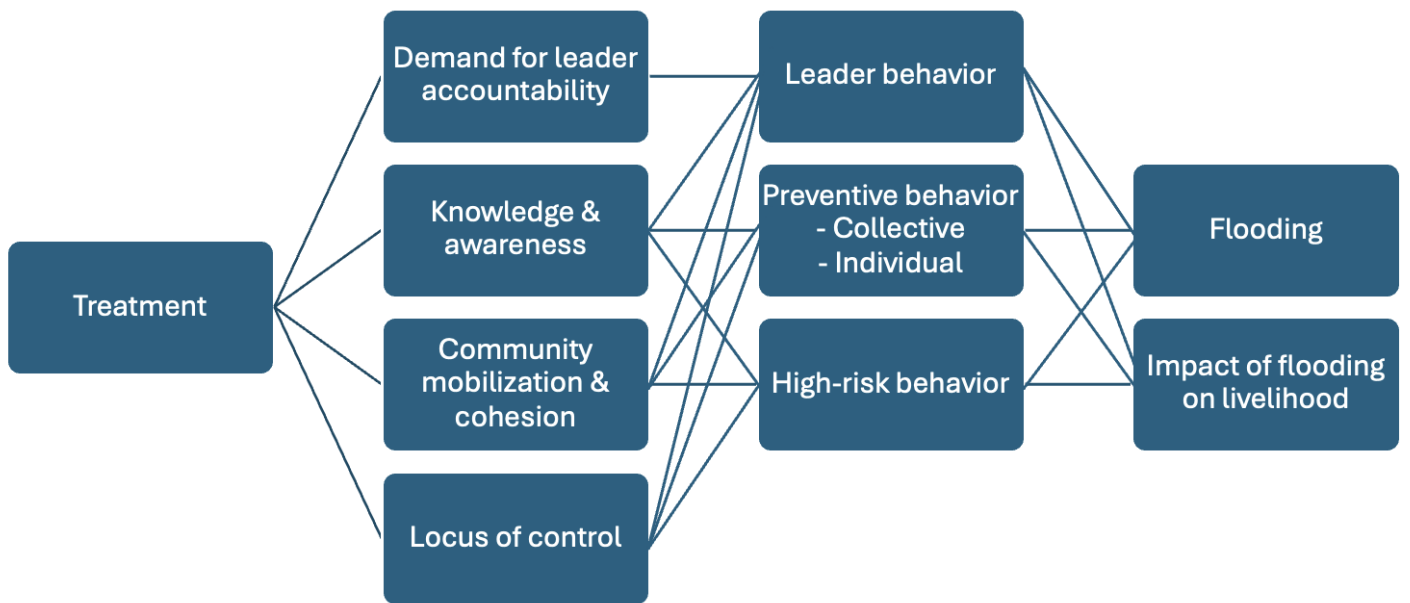 Treatment
Demand for leader
accountability
Knowledge &
awareness
Community
mobilization &
cohesion
Locus of control
Leader behavior
Preventive behavior
- Collective
- Individual
High-risk behavior
Flooding
Impact of flooding
on livelihood